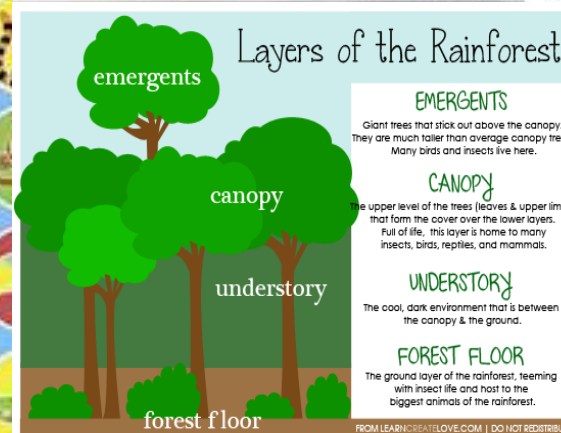 Layers of the Rainforest
emergents
canopy
understory
forest floor
EMERGENTS
Giant trees that stick out above the canopy.
They are much taller than average canopy tre
Many birds and insects live here.
CANOPY
The upper level of the trees (leaves & upper lim
that form the cover over the lower layers.
Full of life, this layer is home to many
insects, birds, reptiles, and mammals.
UNDERSTORY
The cool, dark environment that is between
the canopy & the ground.
FOREST FLOOR
The ground layer of the rainforest, teeming
with insect life and host to the
biggest animals of the rainforest.
FROM LEARNCREATELOVE.COM | DO NOT REDISTRIBU